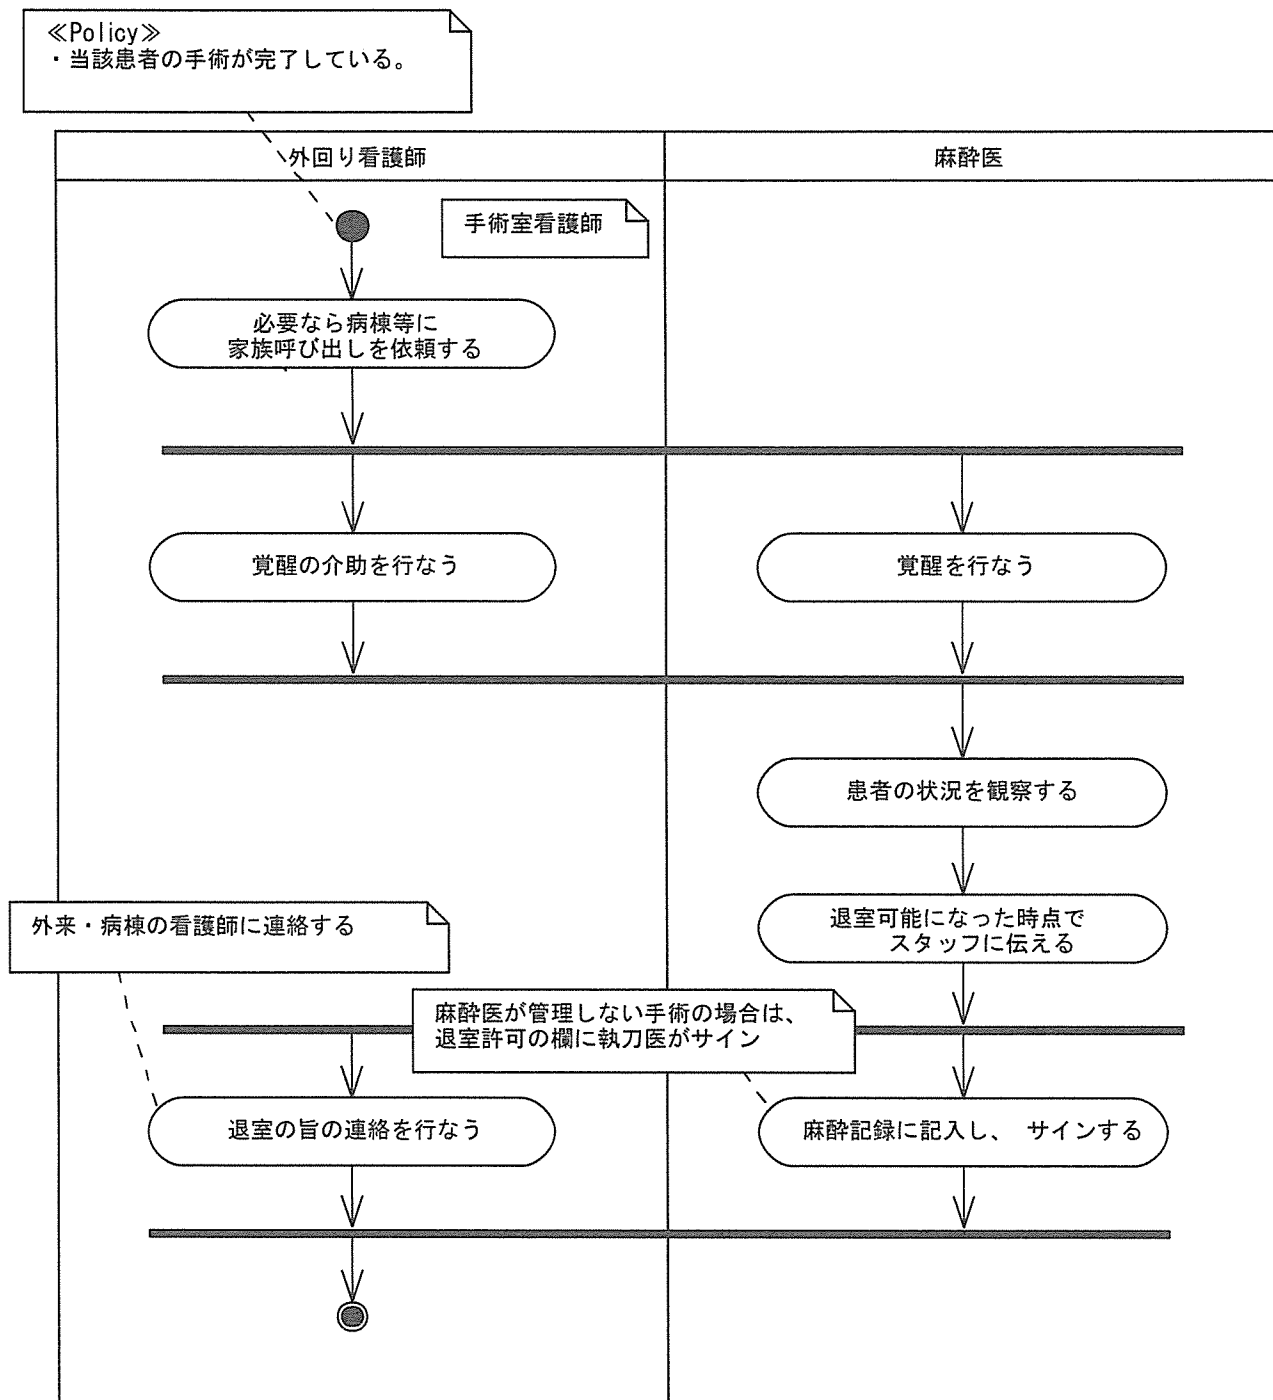 ≪Policy≫
・当該患者の手術が完了している。
外回り看護師
麻酔医
手術室看護師
必要なら病棟等に
家族呼び出しを依頼する
覚醒の介助を行なう
覚醒を行なう
患者の状況を観察する
外来・病棟の看護師に連絡する
退室可能になった時点で
スタッフに伝える
麻酔医が管理しない手術の場合は、
退室許可の欄に執刀医がサイン
退室の旨の連絡を行なう
麻酔記録に記入し、 サインする